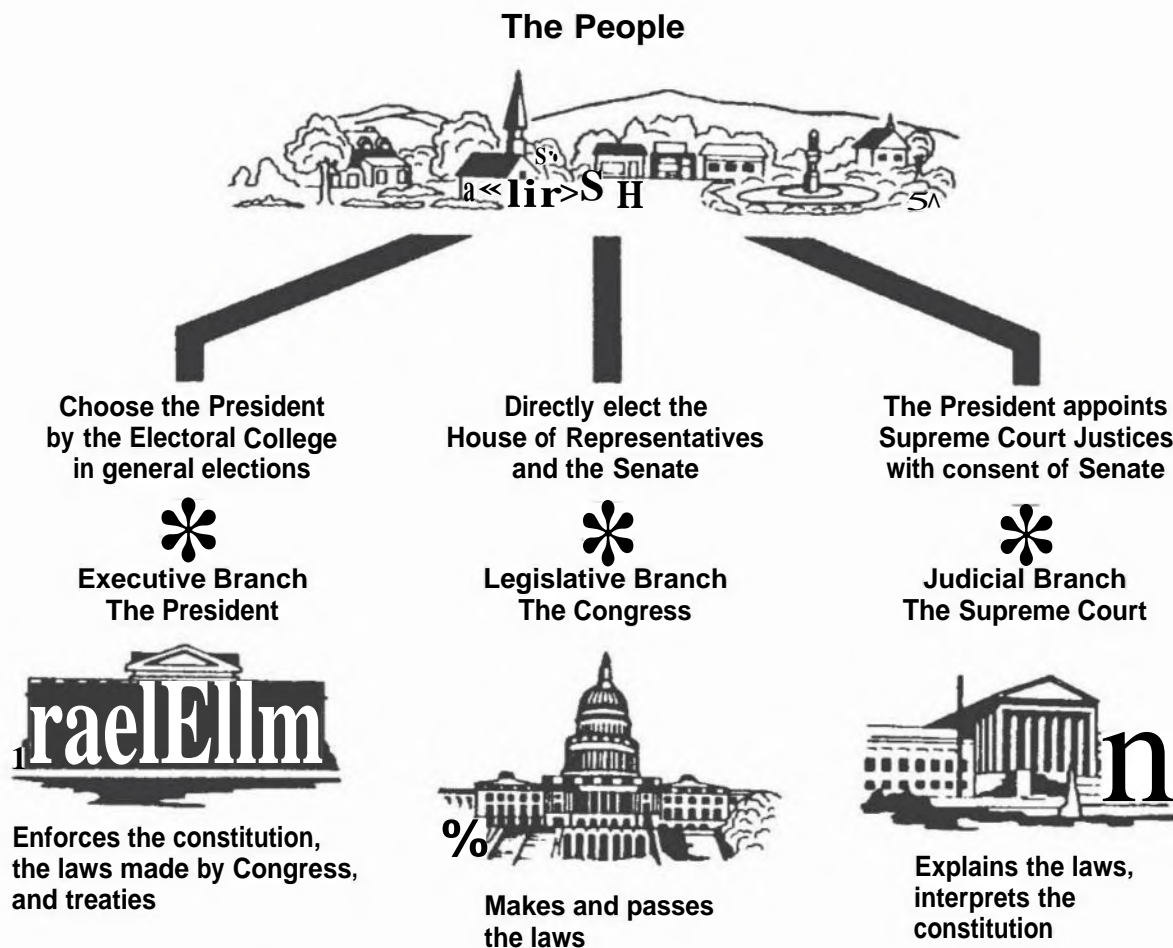 The People
S'
a « lir>S H
5^
Choose the President
by the Electoral College
in general elections
Directly elect the
House of Representatives
and the Senate
The President appoints
Supreme Court Justices
with consent of Senate
Executive Branch
The President
Legislative Branch
The Congress
Judicial Branch
The Supreme Court
1raelEllm
%
n
Enforces the constitution,
the laws made by Congress,
and treaties
Makes and passes
the laws
Explains the laws,
interprets the
constitution